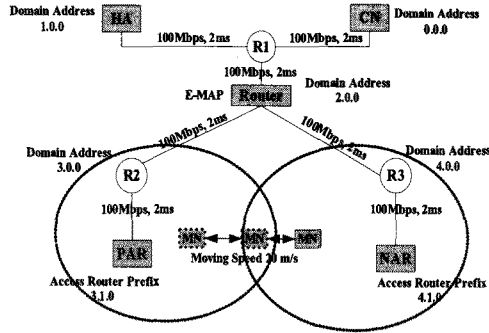 Domain Address
1.0.0
HA
CN
Domain Address
0.0.0
100Mbps, 2ms
100Mbps, 2ms
R1
100Mbps, 2ms
E-MAP
Router
Domain Address
2.0.0
100Mbps, 2ms
100Mbps, 2ms
Domain Address
3.0.0
Domain Address
4.0.0
R2
R3
100Mbps, 2ms
100Mbps, 2ms
MN
MN
MN
PAR
Moving Speed 20 m/s
NAR
Access Router Prefix
3.1.0
Access Router Prefix
4.1.0